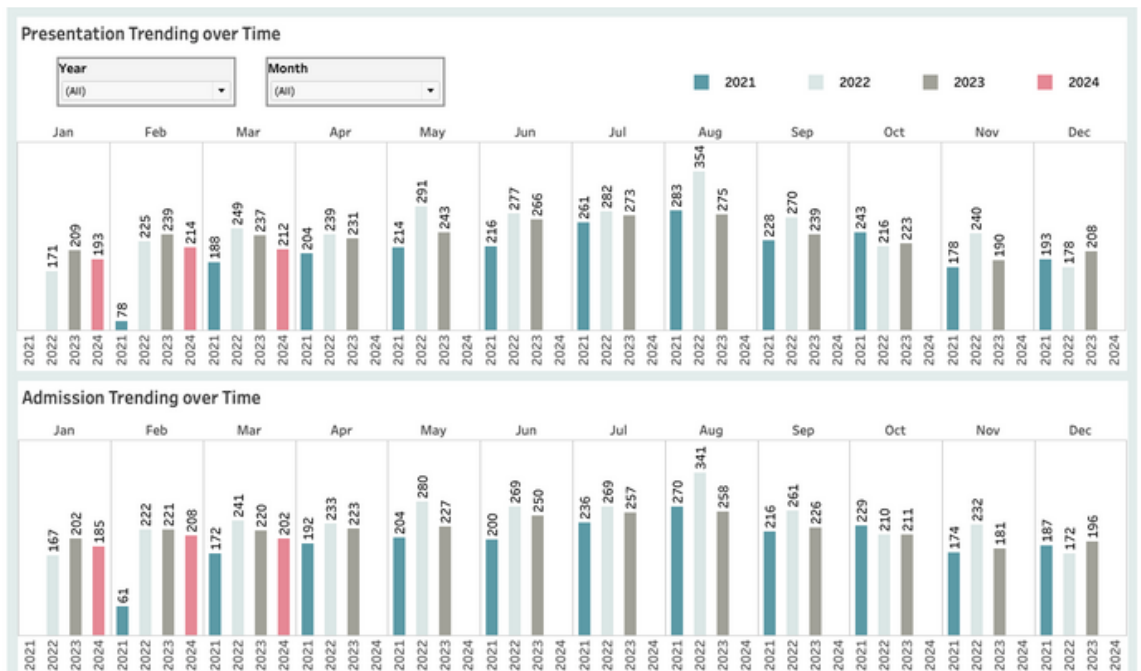 Presentation Trending over Time
Year
(All)
Month
(All)
2021 2022 2023 2024
Jan Feb Mar Apr May Jun Jul Aug Sep Oct Nov Dec
171 209 193 78 225 239 214 188 249 237 212 204 239 231 214 291 243 216 277 266 261 282 273 283 354 275 228 270 239 243 216 223 178 240 190 193 178 208
2021 2022 2023 2024 2021 2022 2023 2024 2021 2022 2023 2024 2021 2022 2023 2024 2021 2022 2023 2024 2021 2022 2023 2024 2021 2022 2023 2024 2021 2022 2023 2024 2021 2022 2023 2024 2021 2022 2023 2024 2021 2022 2023 2024 2021 2022 2023 2024
Admission Trending over Time
Jan Feb Mar Apr May Jun Jul Aug Sep Oct Nov Dec
167 202 185 61 222 221 208 172 241 220 202 192 233 223 204 280 227 200 269 250 236 269 257 270 341 258 216 261 226 229 210 211 174 232 181 187 172 196
2021 2022 2023 2024 2021 2022 2023 2024 2021 2022 2023 2024 2021 2022 2023 2024 2021 2022 2023 2024 2021 2022 2023 2024 2021 2022 2023 2024 2021 2022 2023 2024 2021 2022 2023 2024 2021 2022 2023 2024 2021 2022 2023 2024 2021 2022 2023 2024